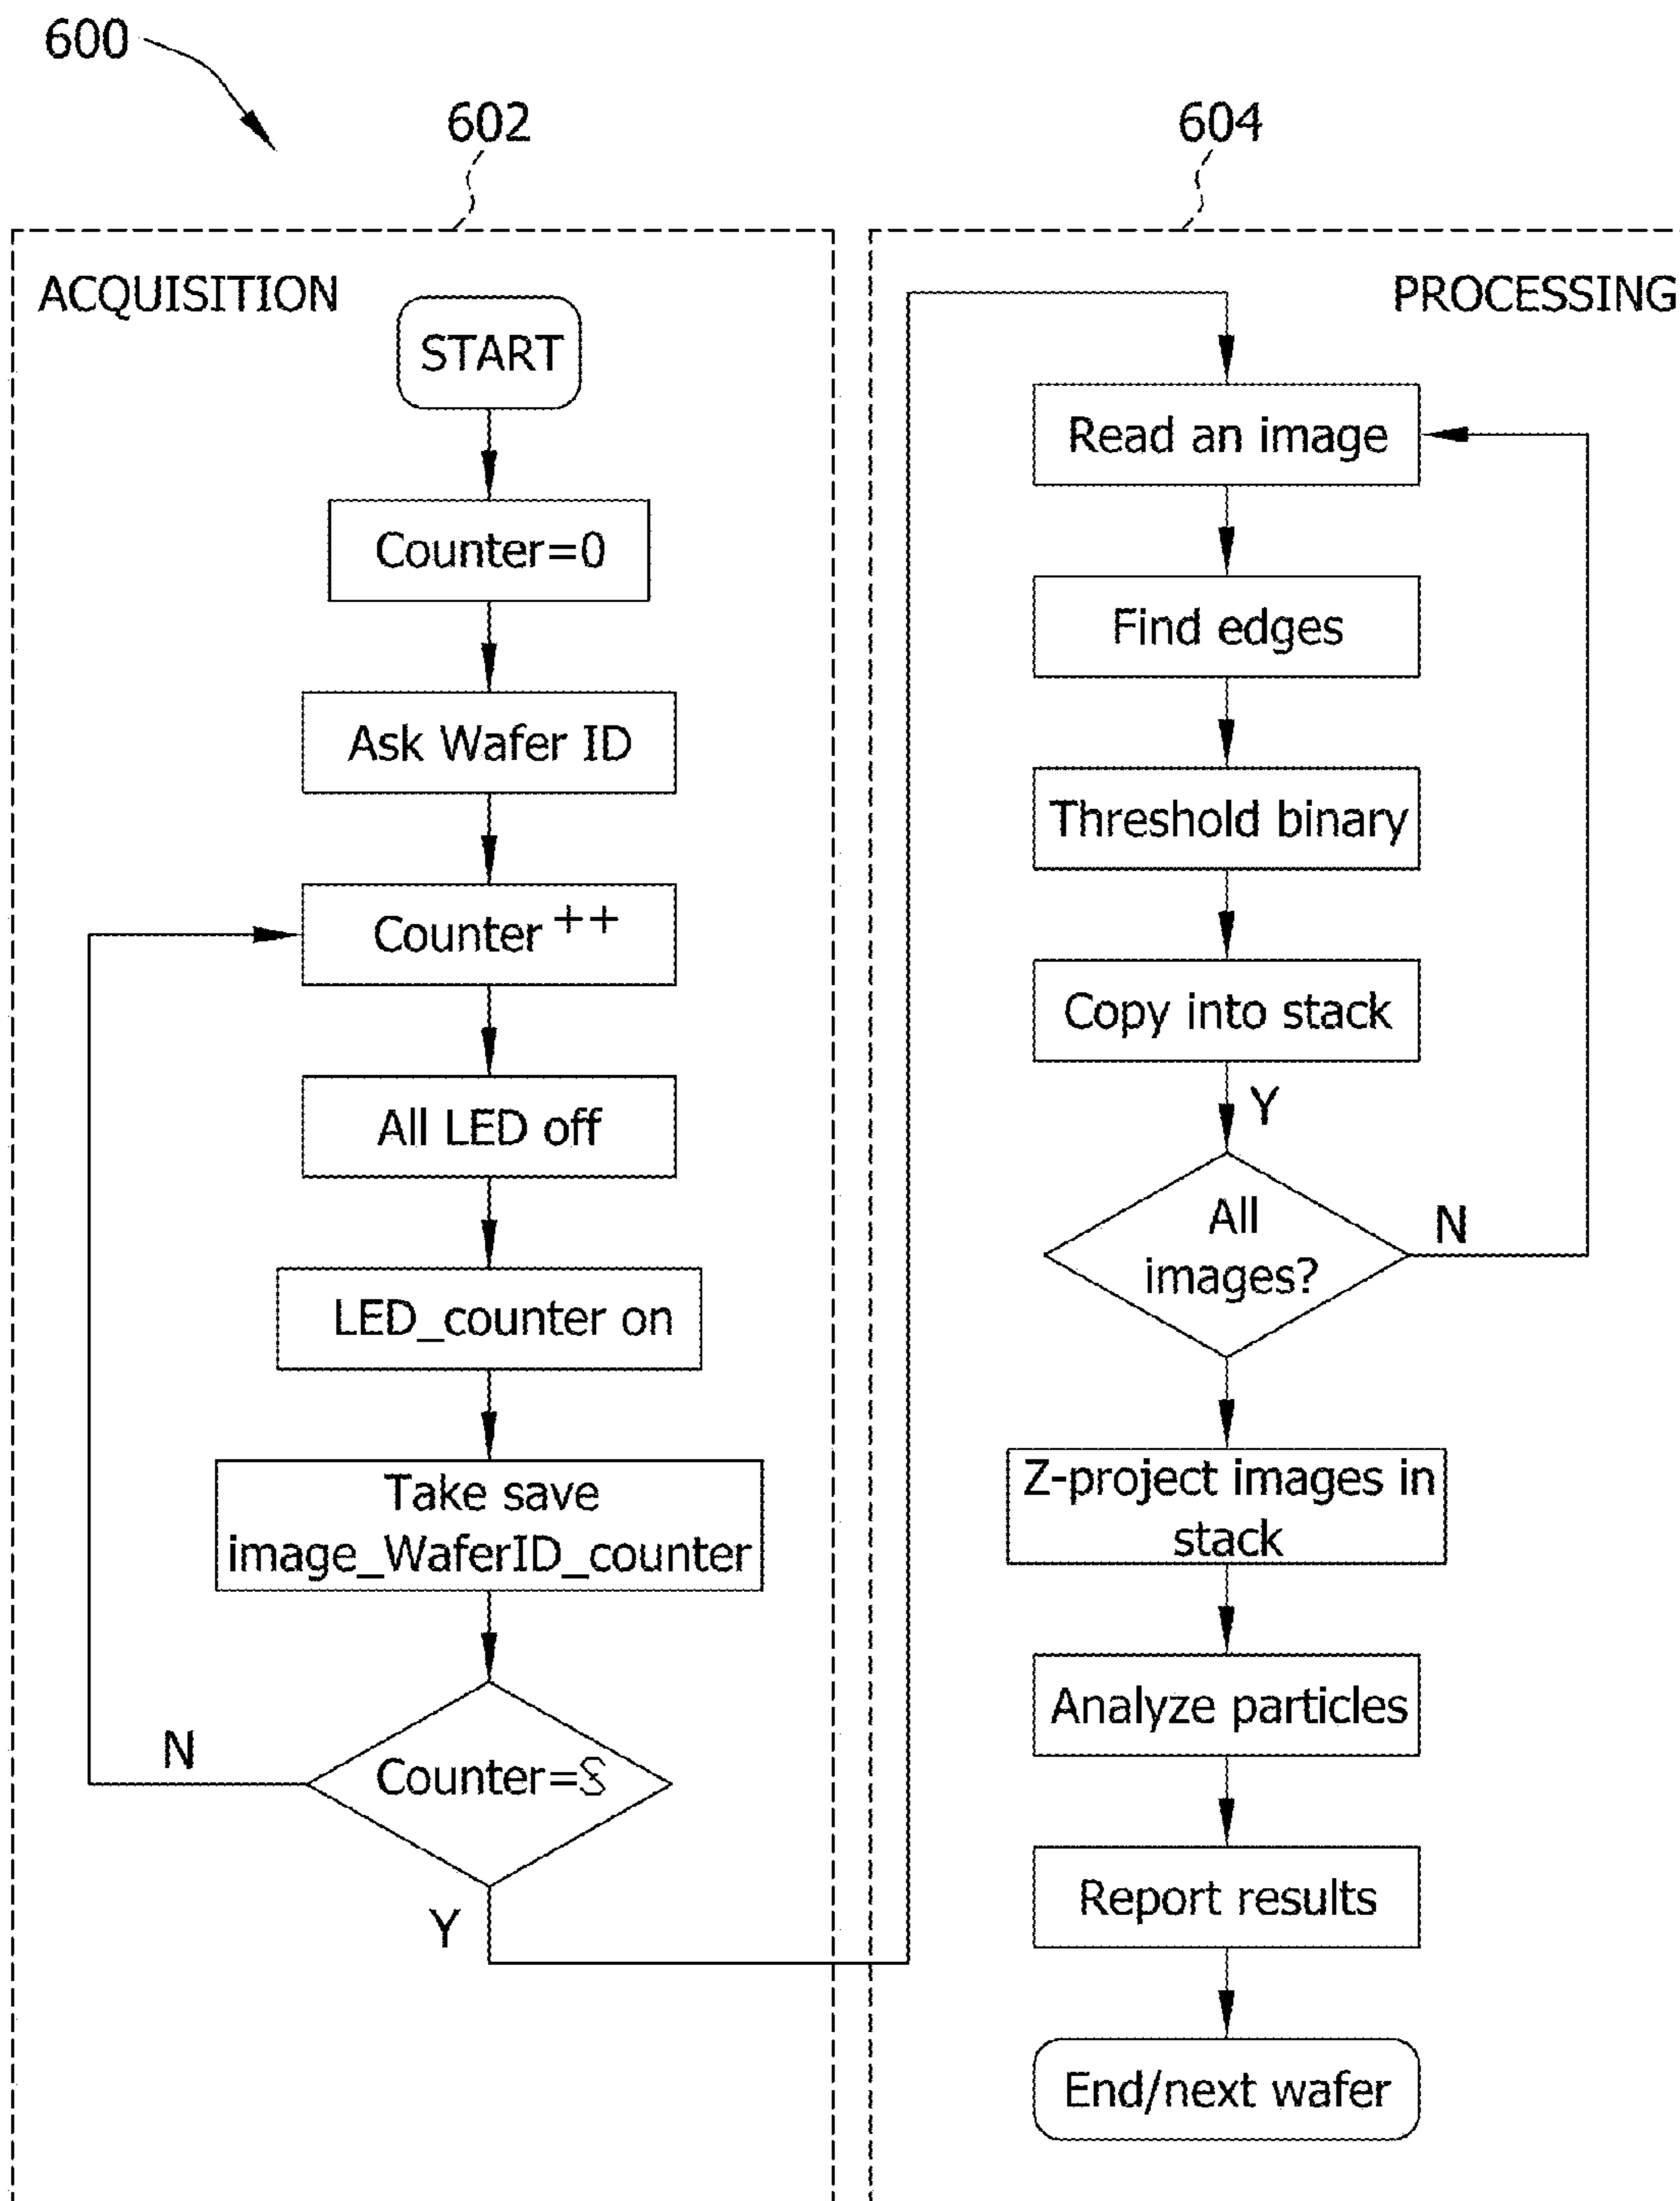 600
602
604
ACQUISITION
START
Counter=0
Ask Wafer ID
Counter ++
All LED off
LED_counter on
Take save
image_WaferID_counter
Counter=S
N
Y
PROCESSING
Read an image
Find edges
Threshold binary
Copy into stack
Y
All
images?
N
Z-project images in
stack
Analyze particles
Report results
End/next wafer